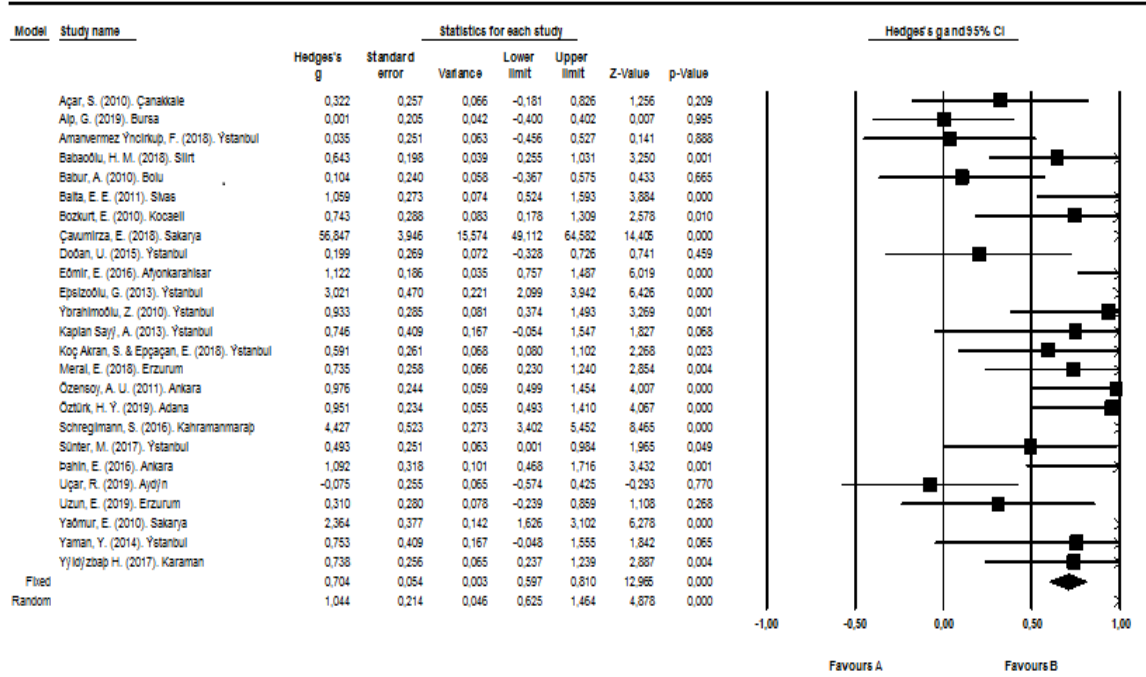 Model Study name Statistics for each study Hedges's g and 95% CI
Hedges's Standard Lower Upper
g error Variance limit limit Z-Value p-Value
Açar, S. (2010). Çanakkale 0,322 0,257 0,066 -0,181 0,826 1,256 0,209
Alp, G. (2019). Bursa 0,001 0,205 0,042 -0,400 0,402 0,007 0,995
Amanvermez Ýncirkuþ, F. (2018). Ýstanbul 0,035 0,251 0,063 -0,456 0,527 0,141 0,888
Babaoðlu, H. M. (2018). Siirt 0,643 0,198 0,039 0,255 1,031 3,250 0,001
Babur, A. (2010). Bolu 0,104 0,240 0,058 -0,367 0,575 0,433 0,665
Balta, E. E. (2011). Sivas 1,059 0,273 0,074 0,524 1,593 3,884 0,000
Bozkurt, E. (2010). Kocaeli 0,743 0,288 0,083 0,178 1,309 2,578 0,010
Çavumirza, E. (2018). Sakarya 56,847 3,946 15,574 49,112 64,582 14,405 0,000
Doðan, U. (2015). Ýstanbul 0,199 0,269 0,072 -0,328 0,726 0,741 0,459
Eðmir, E. (2016). Afyonkarahisar 1,122 0,186 0,035 0,757 1,487 6,019 0,000
Epsizoðlu, G. (2013). Ýstanbul 3,021 0,470 0,221 2,099 3,942 6,426 0,000
Ýbrahimoðlu, Z. (2010). Ýstanbul 0,933 0,285 0,081 0,374 1,493 3,269 0,001
Kaplan Sayý, A. (2013). Ýstanbul 0,746 0,409 0,167 -0,054 1,547 1,827 0,068
Koç Akran, S. & Epçaçan, E. (2018). Ýstanbul 0,591 0,261 0,068 0,080 1,102 2,268 0,023
Meral, E. (2018). Erzurum 0,735 0,258 0,066 0,230 1,240 2,854 0,004
Özensoy, A. U. (2011). Ankara 0,976 0,244 0,059 0,499 1,454 4,007 0,000
Öztürk, H. Ý. (2019). Adana 0,951 0,234 0,055 0,493 1,410 4,067 0,000
Schreglmann, S. (2016). Kahramanmaraþ 4,427 0,523 0,273 3,402 5,452 8,465 0,000
Sünter, M. (2017). Ýstanbul 0,493 0,251 0,063 0,001 0,984 1,965 0,049
Þahin, E. (2016). Ankara 1,092 0,318 0,101 0,468 1,716 3,432 0,001
Uçar, R. (2019). Aydýn -0,075 0,255 0,065 -0,574 0,425 -0,293 0,770
Uzun, E. (2019). Erzurum 0,310 0,280 0,078 -0,239 0,859 1,108 0,268
Yaðmur, E. (2010). Sakarya 2,364 0,377 0,142 1,626 3,102 6,278 0,000
Yaman, Y. (2014). Ýstanbul 0,753 0,409 0,167 -0,048 1,555 1,842 0,065
Yýldýzbaþ H. (2017). Karaman 0,738 0,256 0,065 0,237 1,239 2,887 0,004
Fixed 0,704 0,054 0,003 0,597 0,810 12,965 0,000
Random 1,044 0,214 0,046 0,625 1,464 4,878 0,000
-1,00 -0,50 0,00 0,50 1,00
Favours A Favours B